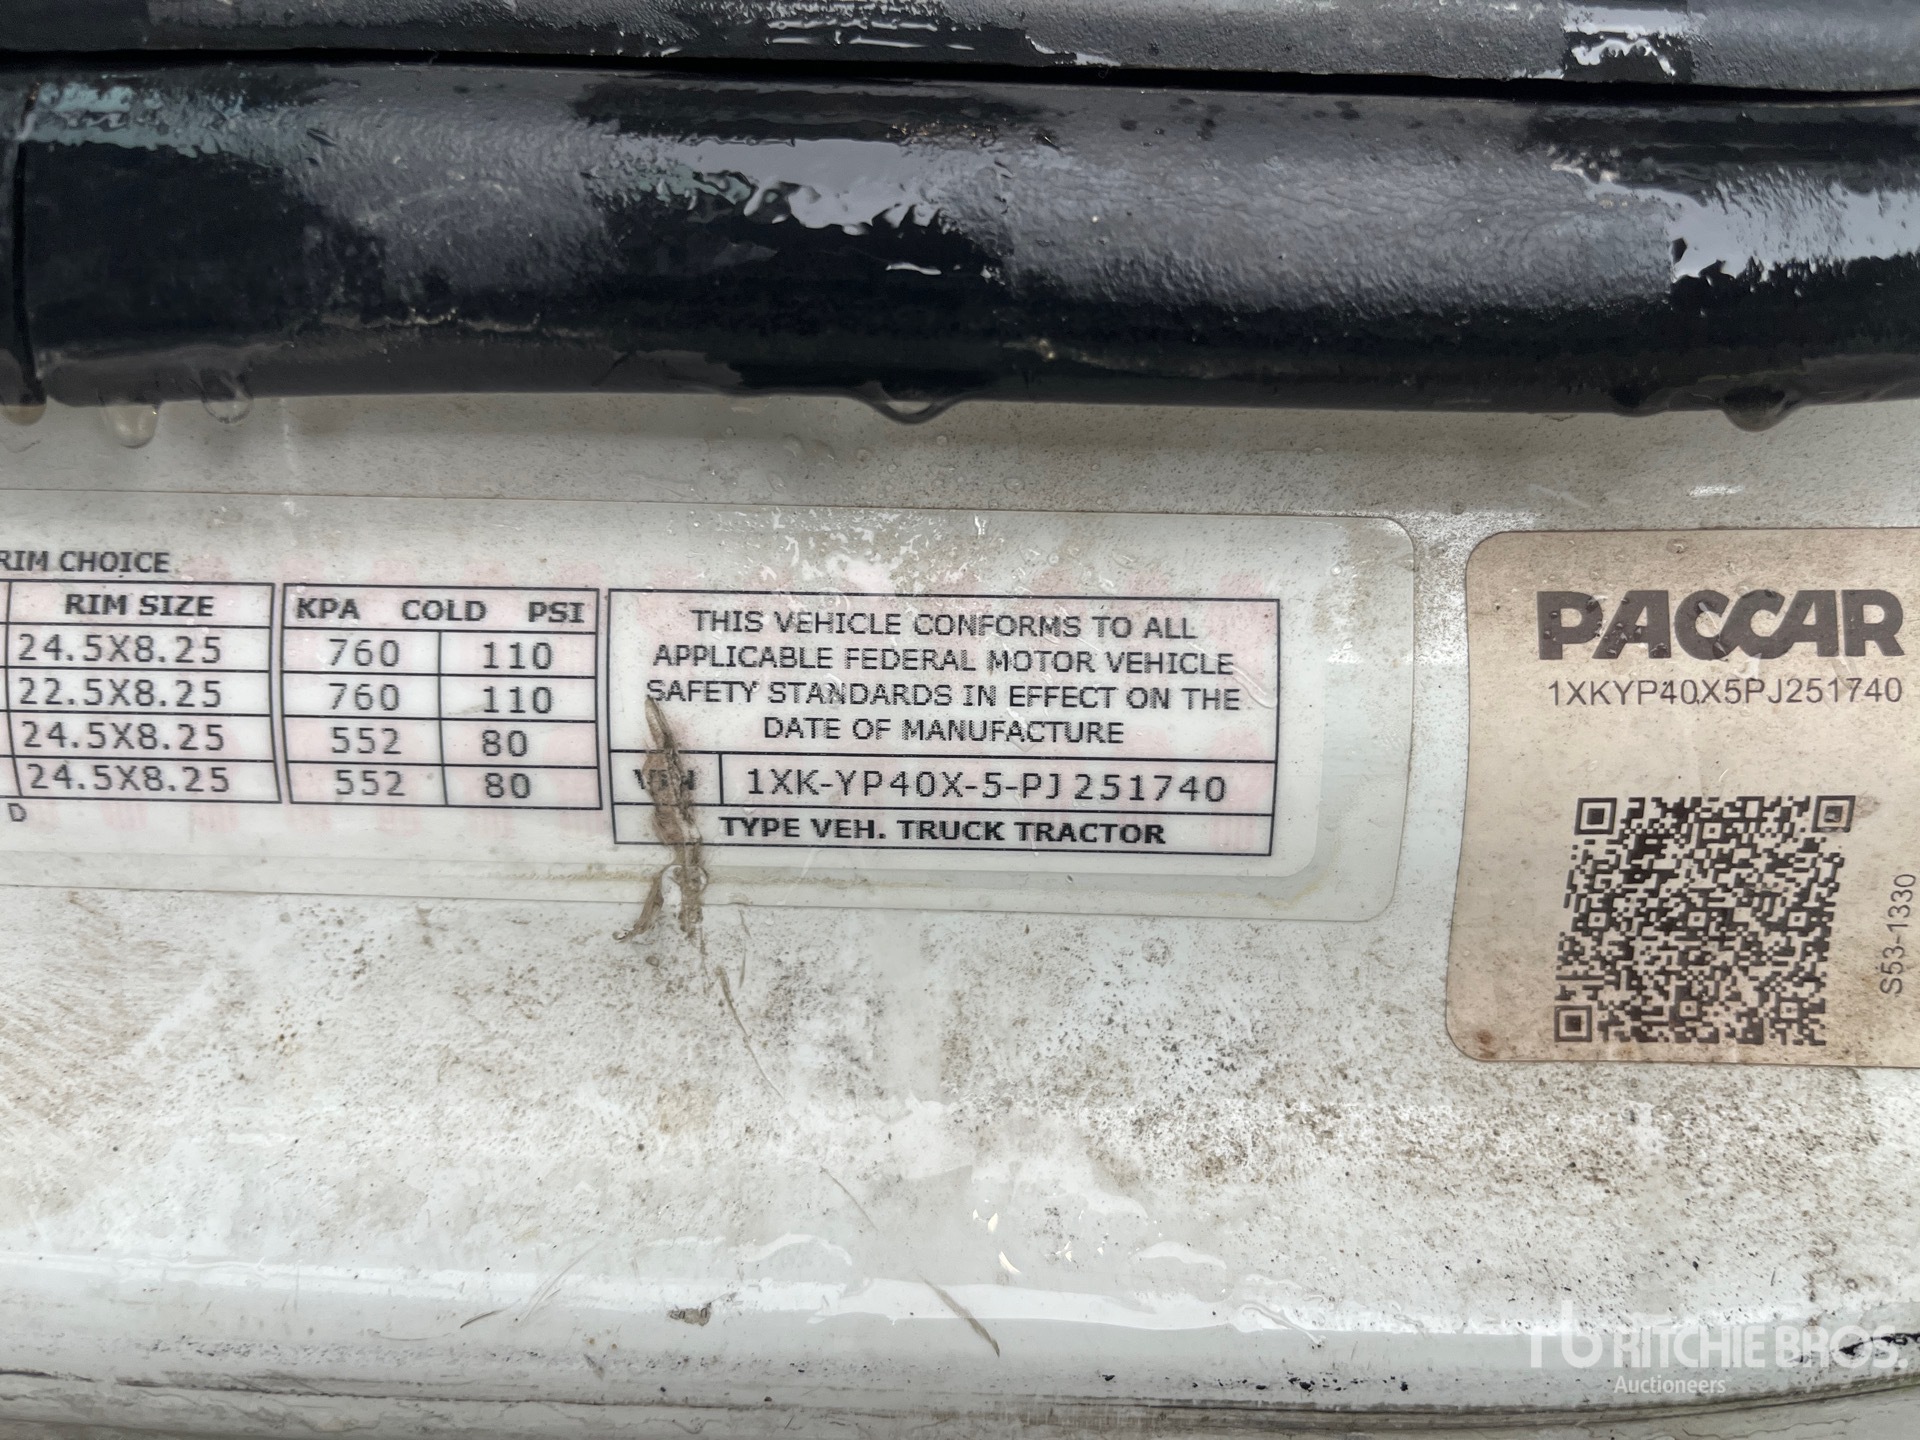 RIM CHOICE
RIM SIZE
24.5X8.25
22.5X8.25
24.5X8.25
24.5X8.25
D
KPA COLD PSI
760 110
760 110
552 80
552 80
THIS VEHICLE CONFORMS TO ALL
APPLICABLE FEDERAL MOTOR VEHICLE
SAFETY STANDARDS IN EFFECT ON THE
DATE OF MANUFACTURE
VIN 1XK-YP40X-5-PJ251740
TYPE VEH. TRUCK TRACTOR
PACCAR
1XKYP40X5PJ251740
S53-1330
rb RITCHIE BROS.
Auctioneers